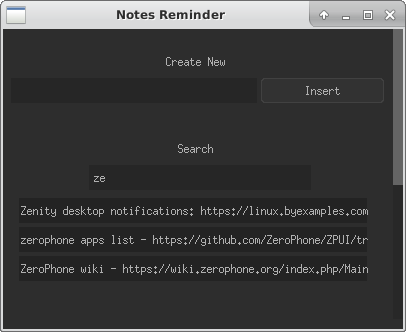 Notes Reminder
Create New
Insert
Search
ze
Zenity desktop notifications: https://linux.byexamples.com
zerophone apps list - https://github.com/ZeroPhone/ZPUI/tr
ZeroPhone wiki - https://wiki.zerophone.org/index.php/Main